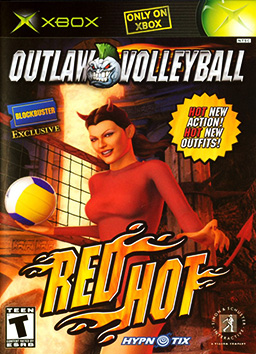 XBOX
ONLY ON
XBOX
NTSC
OUTLAW VOLLEYBALL
BLOCKBUSTER
EXCLUSIVE
HOT NEW
ACTION!
HOT NEW
OUTFITS!
RED HOT
TEEN
T
ESRB
HYPNOTIX